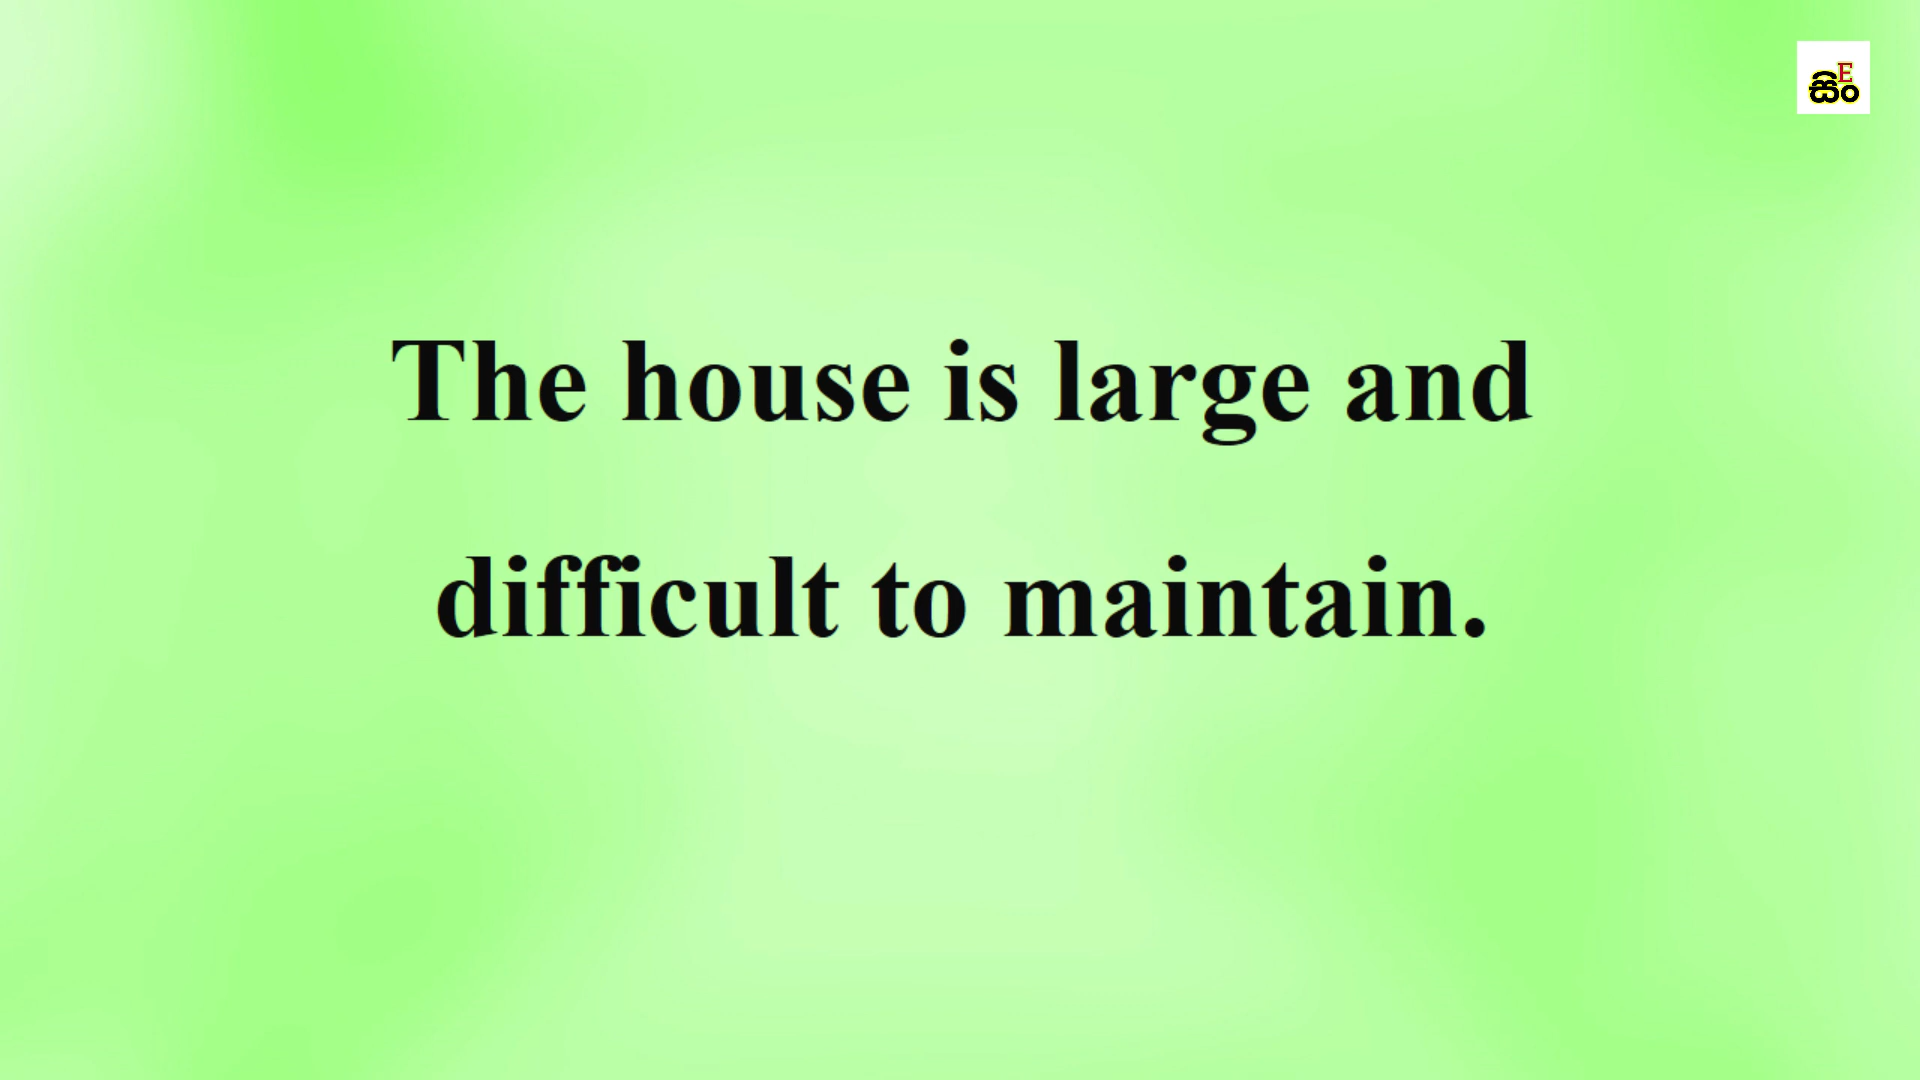 සිං
E
The house is large and
difficult to maintain.